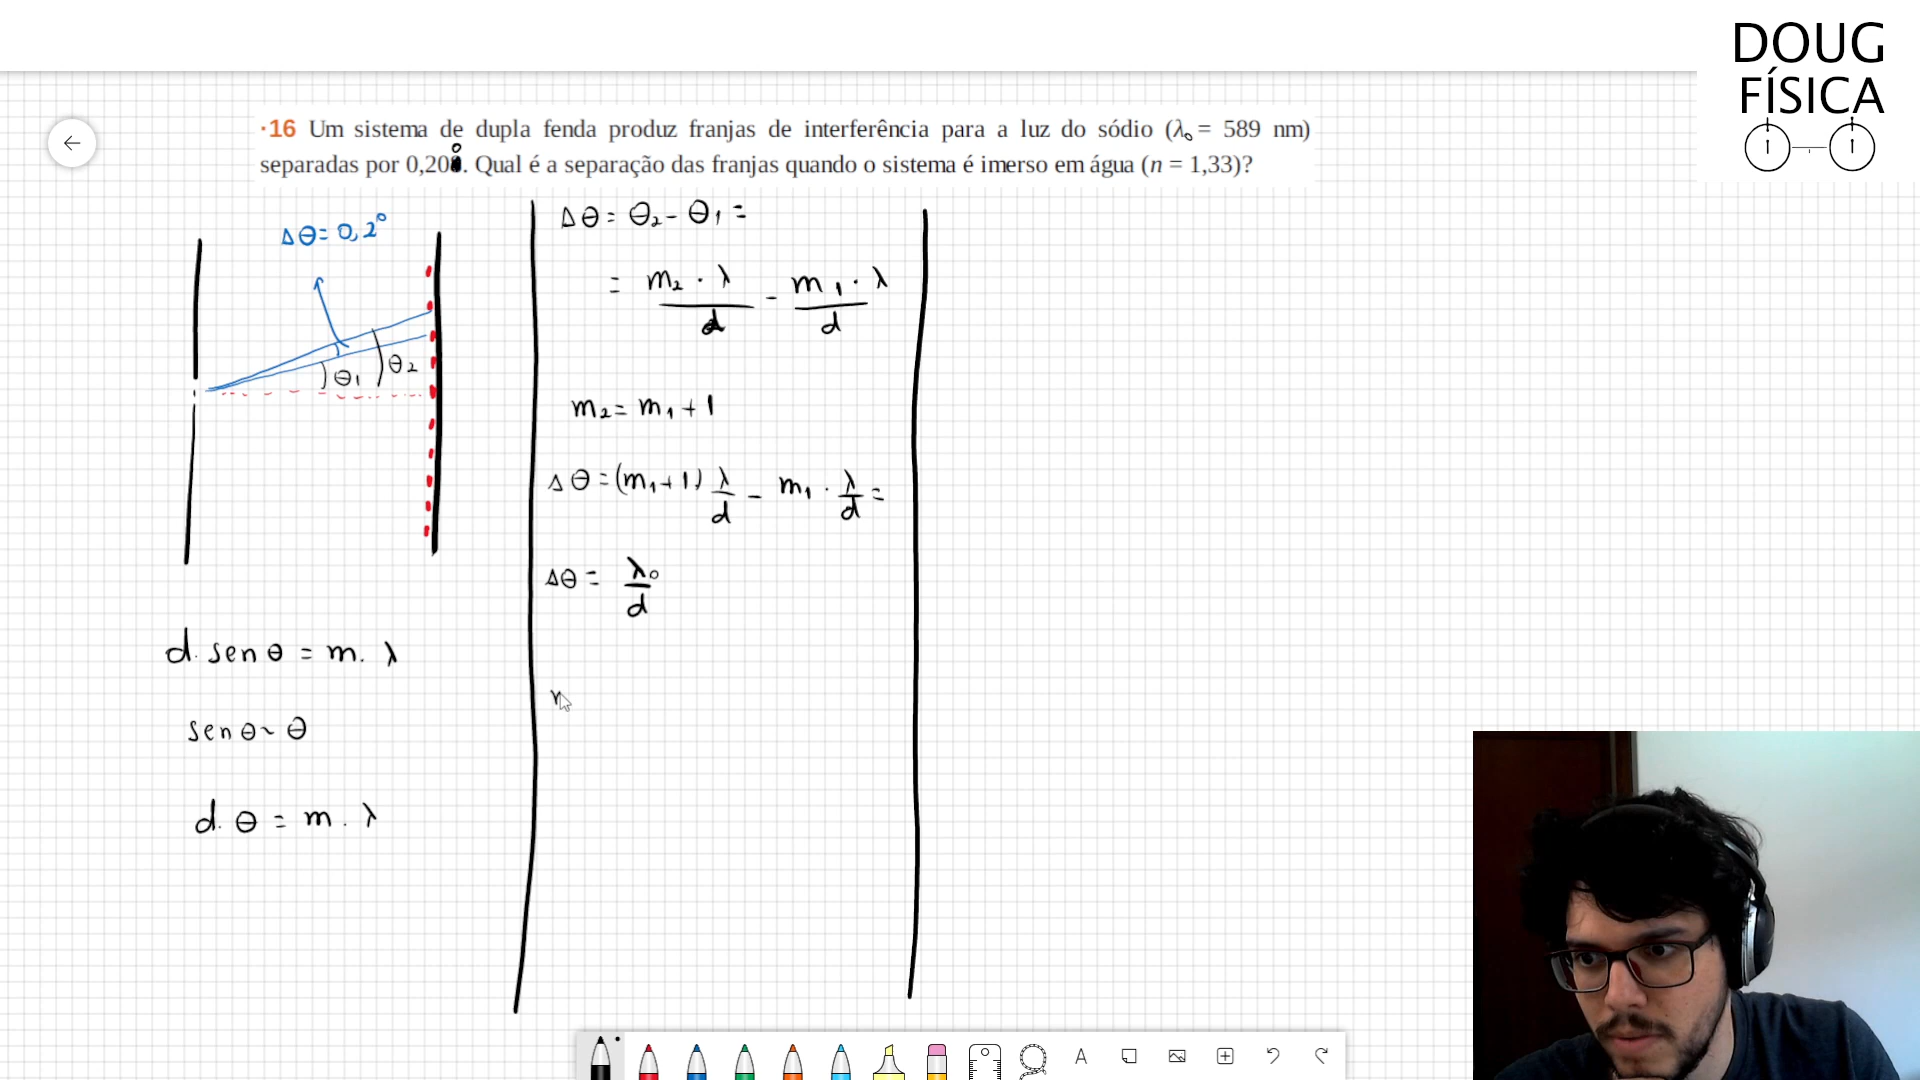 DOUG
FÍSICA
·16 Um sistema de dupla fenda produz franjas de interferência para a luz do sódio (λ₀ = 589 nm)
separadas por 0,20°. Qual é a separação das franjas quando o sistema é imerso em água (n = 1,33)?
Δθ = 0,2°
θ₁
θ₂
d. sen θ = m. λ
sen θ ~ θ
d. θ = m. λ
Δθ = θ₂ - θ₁ =
= m₂ · λ / d - m₁ · λ / d
m₂ = m₁ + 1
Δθ = (m₁ + 1) λ/d - m₁ · λ/d =
Δθ = λ₀/d
A